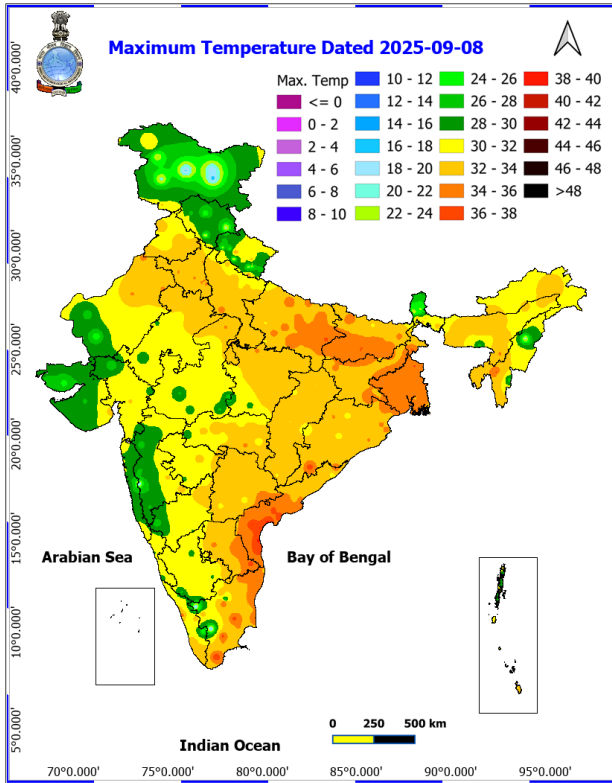 Maximum Temperature Dated 2025-09-08
Max. Temp
<= 0
0 - 2
2 - 4
4 - 6
6 - 8
8 - 10
10 - 12
12 - 14
14 - 16
16 - 18
18 - 20
20 - 22
22 - 24
24 - 26
26 - 28
28 - 30
30 - 32
32 - 34
34 - 36
36 - 38
38 - 40
40 - 42
42 - 44
44 - 46
46 - 48
>48
40°0.000'
35°0.000'
30°0.000'
25°0.000'
20°0.000'
15°0.000'
10°0.000'
5°0.000'
Arabian Sea
Bay of Bengal
Indian Ocean
0 250 500 km
70°0.000' 75°0.000' 80°0.000' 85°0.000' 90°0.000' 95°0.000'